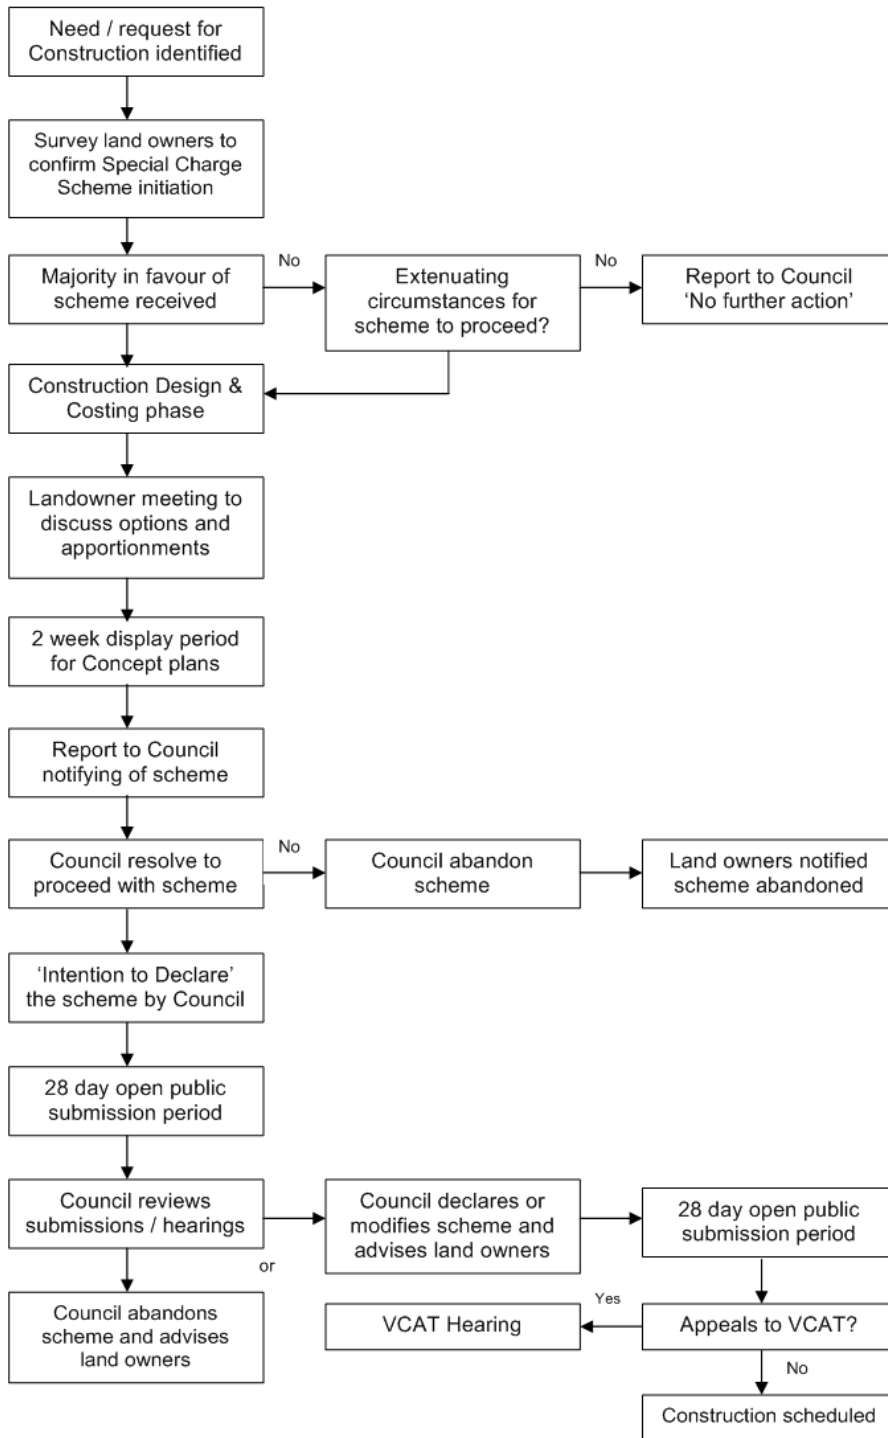 Need / request for
Construction identified
Survey land owners to
confirm Special Charge
Scheme initiation
Majority in favour of
scheme received
No
Extenuating
circumstances for
scheme to proceed?
No
Report to Council
‘No further action’
Construction Design &
Costing phase
Landowner meeting to
discuss options and
apportionments
2 week display period
for Concept plans
Report to Council
notifying of scheme
Council resolve to
proceed with scheme
No
Council abandon
scheme
Land owners notified
scheme abandoned
‘Intention to Declare’
the scheme by Council
28 day open public
submission period
Council reviews
submissions / hearings
or
Council declares or
modifies scheme and
advises land owners
28 day open public
submission period
Council abandons
scheme and advises
land owners
VCAT Hearing
Yes
Appeals to VCAT?
No
Construction scheduled